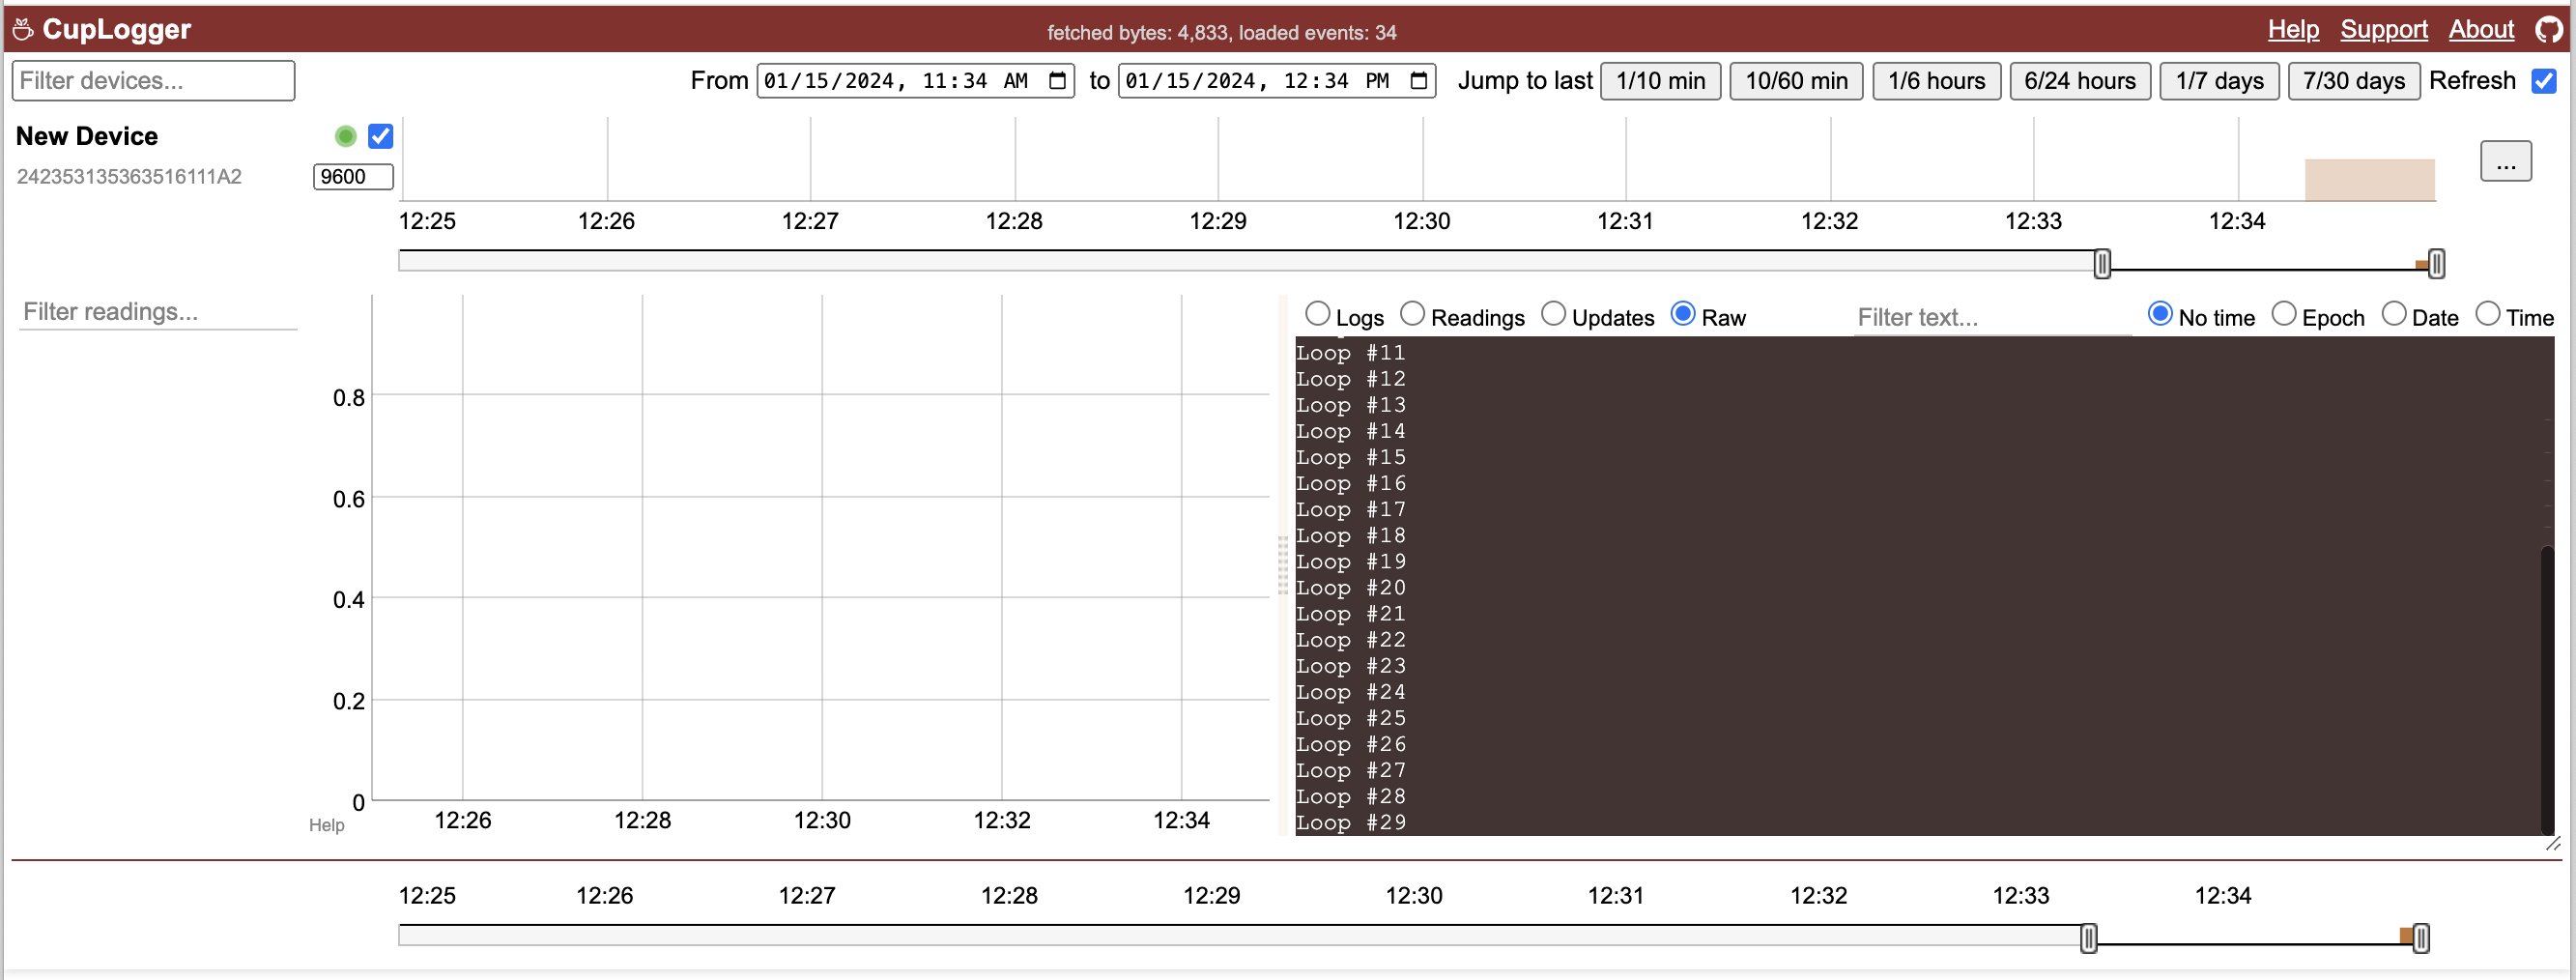 CupLogger fetched bytes: 4,833, loaded events: 34 Help Support About
Filter devices... From 01/15/2024, 11:34 AM to 01/15/2024, 12:34 PM Jump to last 1/10 min 10/60 min 1/6 hours 6/24 hours 1/7 days 7/30 days Refresh
New Device
242353135363516111A2 9600
...
12:25 12:26 12:27 12:28 12:29 12:30 12:31 12:32 12:33 12:34
Filter readings...
0.8
0.6
0.4
0.2
0
Help
12:26 12:28 12:30 12:32 12:34
Logs Readings Updates Raw Filter text... No time Epoch Date Time
Loop #11
Loop #12
Loop #13
Loop #14
Loop #15
Loop #16
Loop #17
Loop #18
Loop #19
Loop #20
Loop #21
Loop #22
Loop #23
Loop #24
Loop #25
Loop #26
Loop #27
Loop #28
Loop #29
12:25 12:26 12:27 12:28 12:29 12:30 12:31 12:32 12:33 12:34